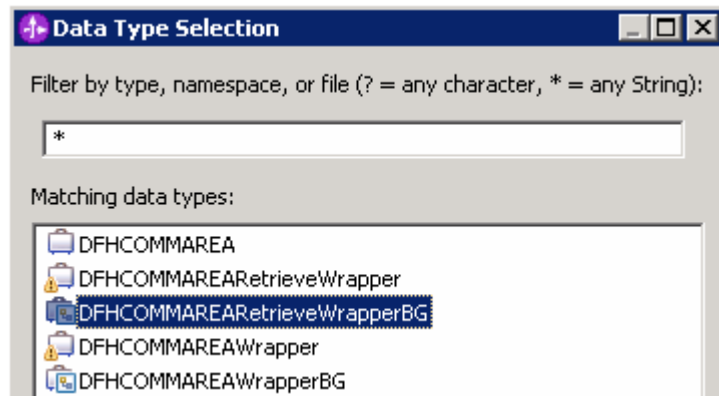 Data Type Selection
Filter by type, namespace, or file (? = any character, * = any String):
*
Matching data types:
DFHCOMMAREA
DFHCOMMAREARetrieveWrapper
DFHCOMMAREARetrieveWrapperBG
DFHCOMMAREAWrapper
DFHCOMMAREAWrapperBG